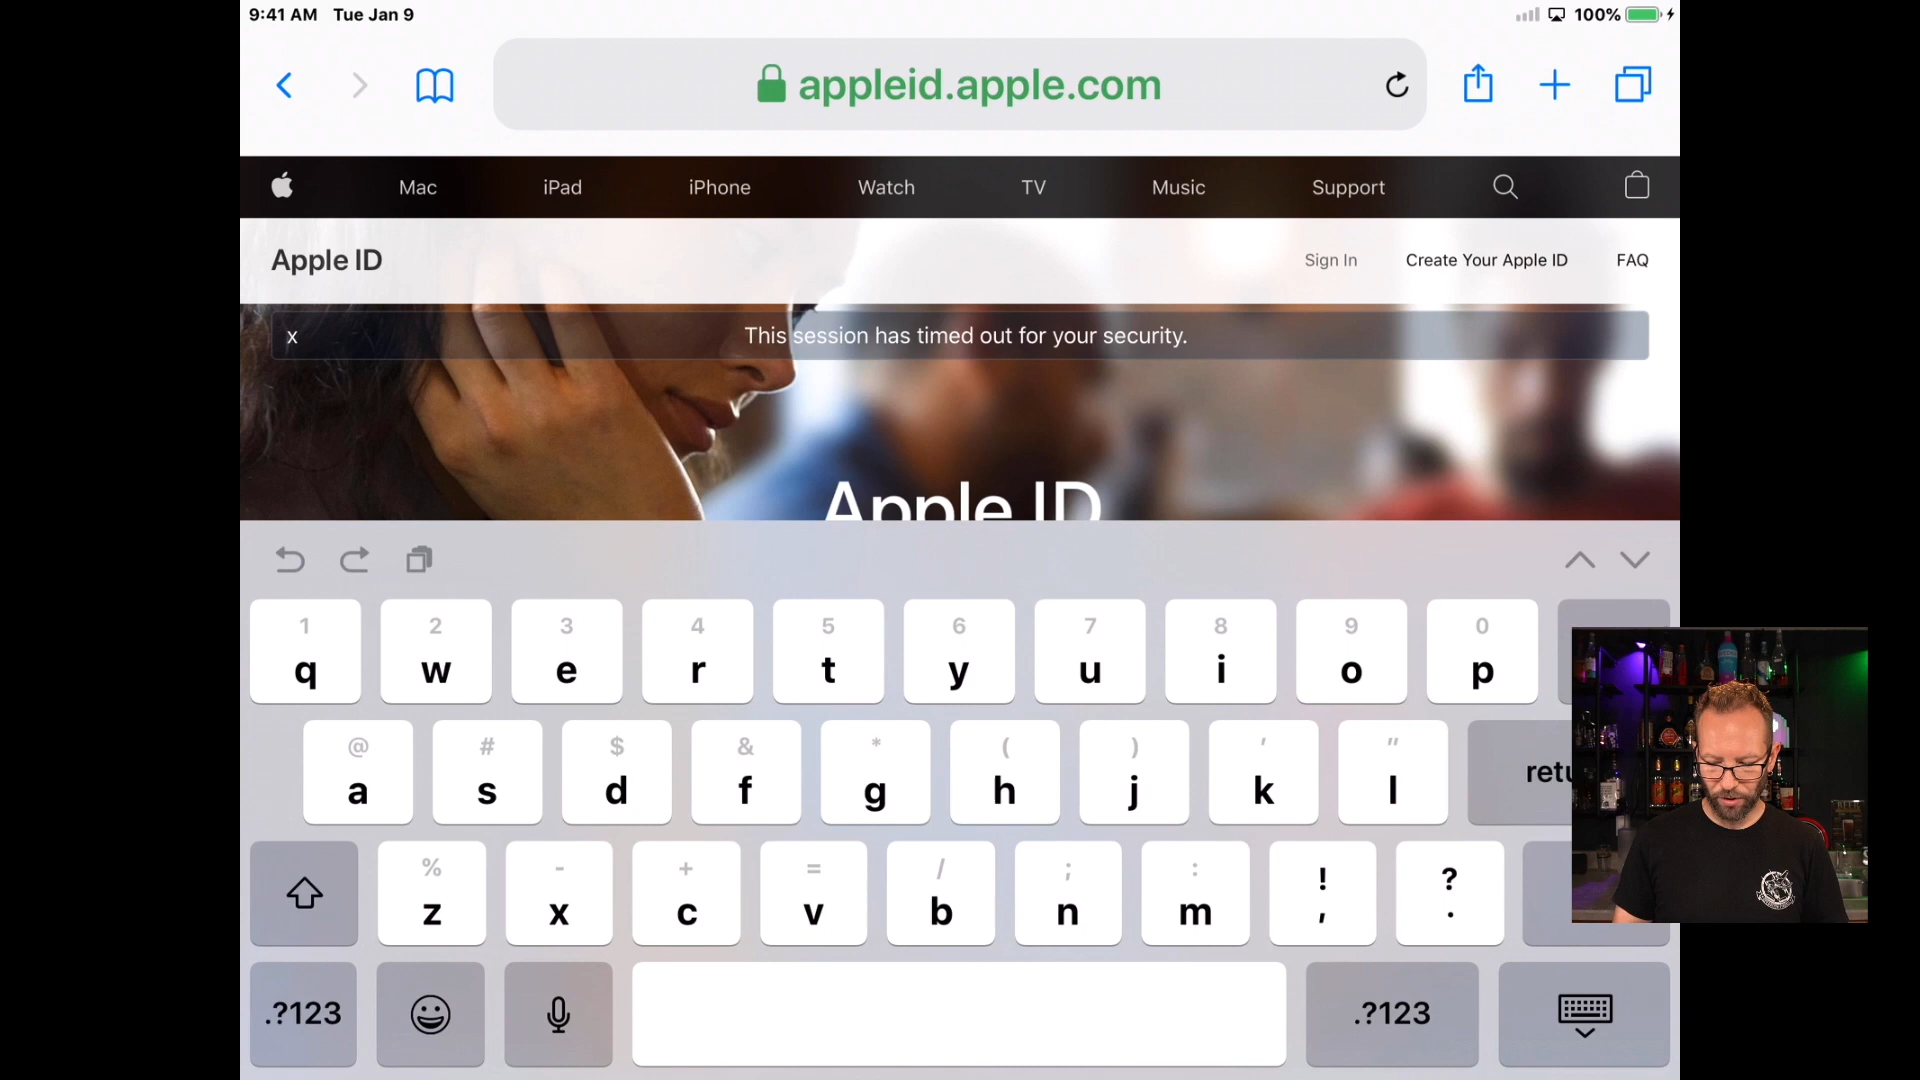 9:41 AM Tue Jan 9 100%
appleid.apple.com
Mac iPad iPhone Watch TV Music Support
Apple ID Sign In Create Your Apple ID FAQ
x This session has timed out for your security.
Apple ID
1 2 3 4 5 6 7 8 9 0
q w e r t y u i o p
@ # $ & * ( ) ' "
a s d f g h j k l retu
% - + = / ; : ! ?
z x c v b n m , .
.?123 .?123